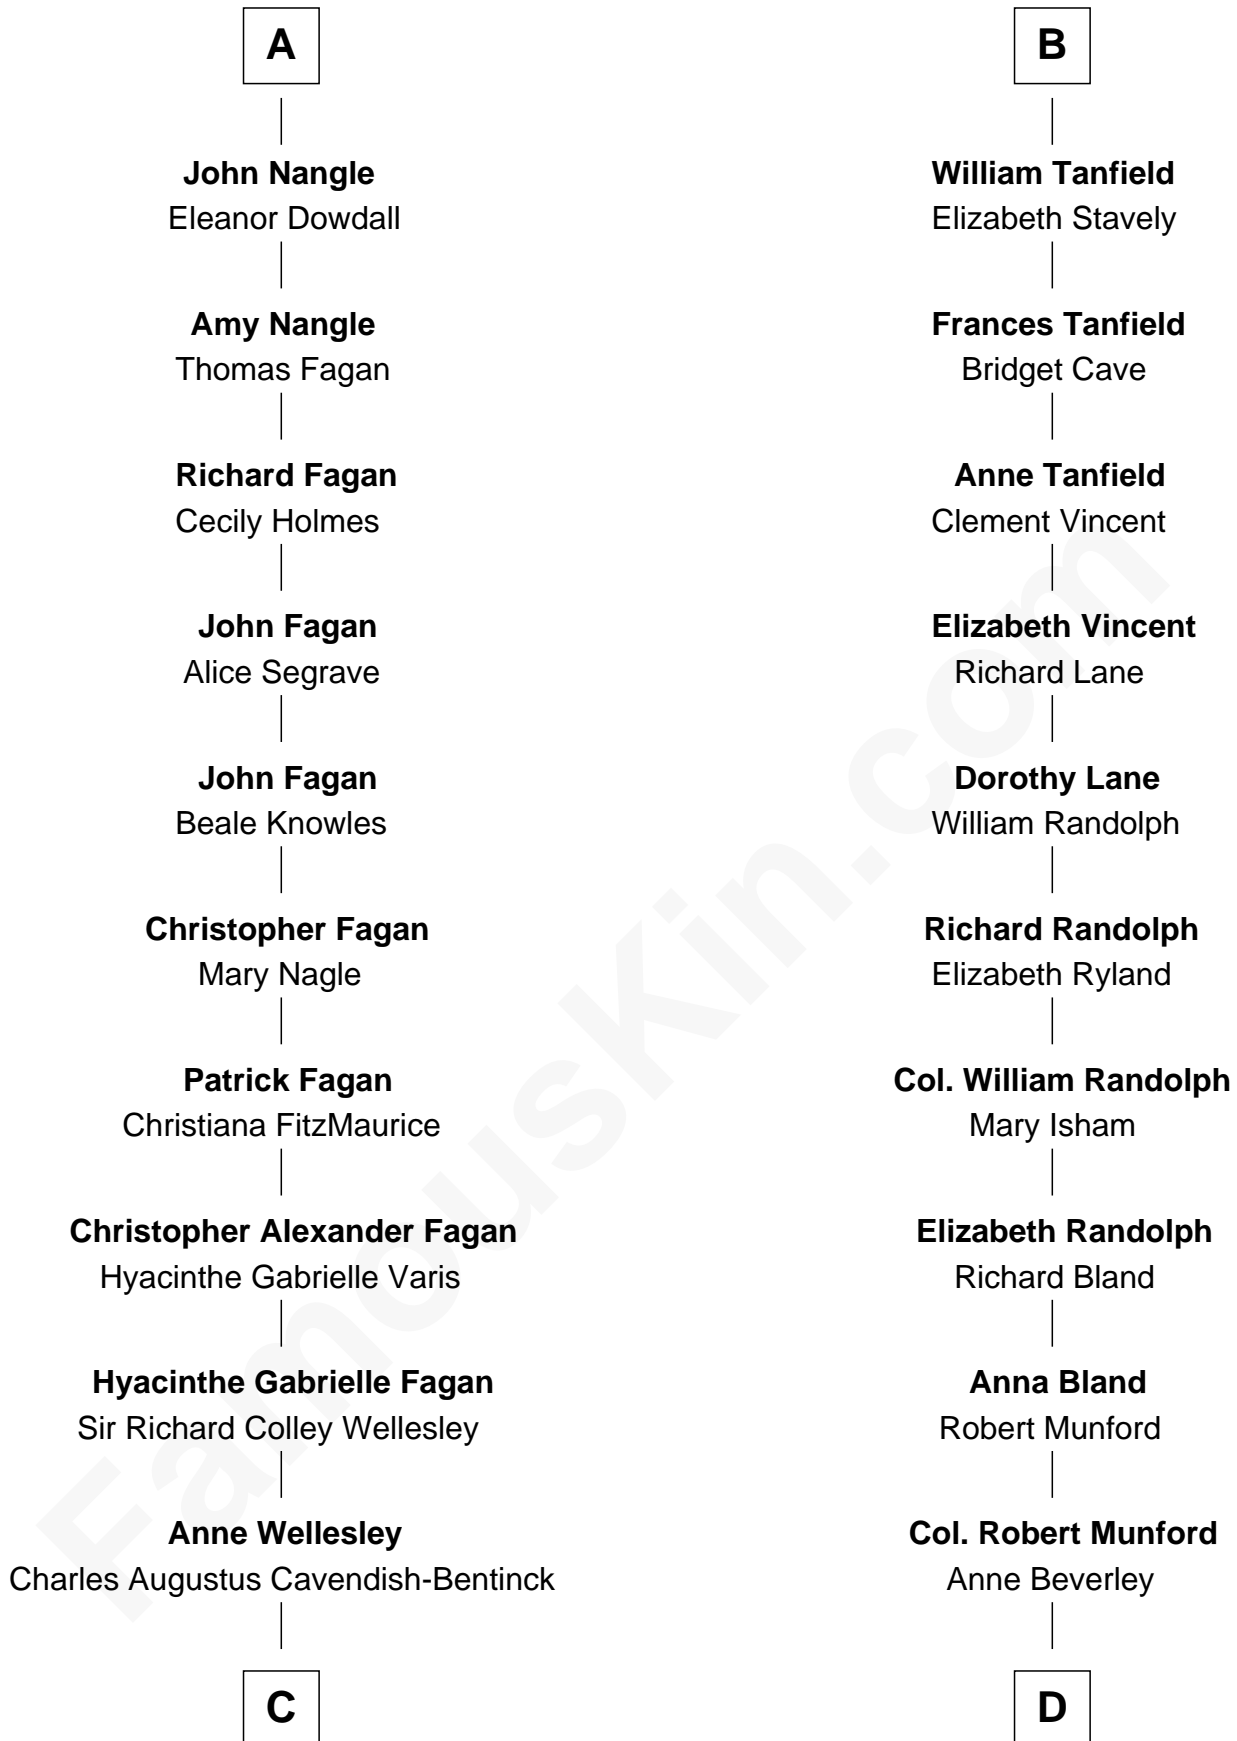 A
John Nangle
Eleanor Dowdall
Amy Nangle
Thomas Fagan
Richard Fagan
Cecily Holmes
John Fagan
Alice Segrave
John Fagan
Beale Knowles
Christopher Fagan
Mary Nagle
Patrick Fagan
Christiana FitzMaurice
Christopher Alexander Fagan
Hyacinthe Gabrielle Varis
Hyacinthe Gabrielle Fagan
Sir Richard Colley Wellesley
Anne Wellesley
Charles Augustus Cavendish-Bentinck
C
B
William Tanfield
Elizabeth Stavely
Frances Tanfield
Bridget Cave
Anne Tanfield
Clement Vincent
Elizabeth Vincent
Richard Lane
Dorothy Lane
William Randolph
Richard Randolph
Elizabeth Ryland
Col. William Randolph
Mary Isham
Elizabeth Randolph
Richard Bland
Anna Bland
Robert Munford
Col. Robert Munford
Anne Beverley
D
FamousKin.com